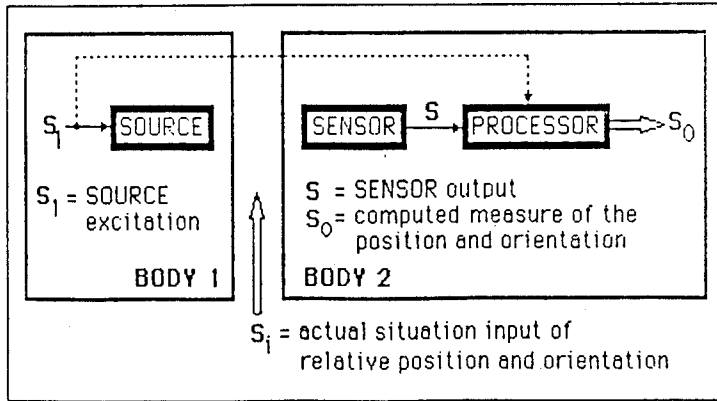 S1 SOURCE
S1 = SOURCE
excitation
BODY 1
SENSOR S PROCESSOR S0
S = SENSOR output
S0= computed measure of the
position and orientation
BODY 2
Si = actual situation input of
relative position and orientation